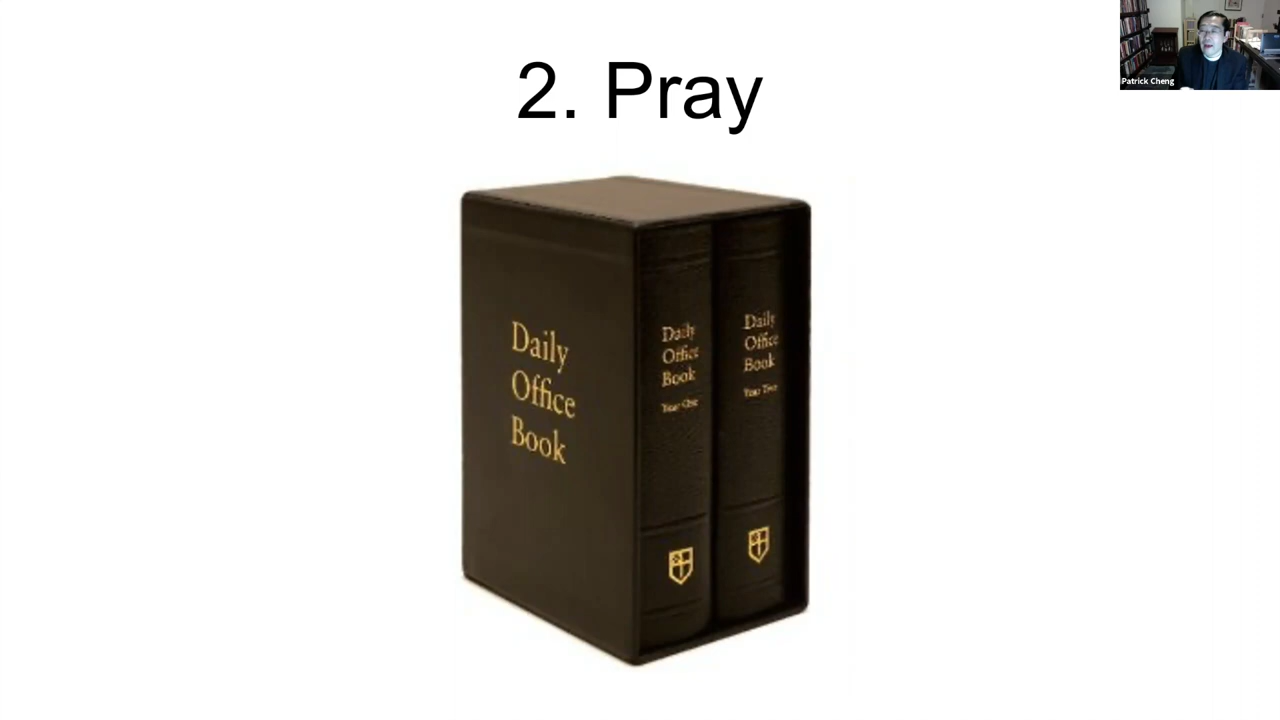 2. Pray
Patrick Cheng
Daily
Office
Book
Daily
Office
Book
Year One
Daily
Office
Book
Year Two